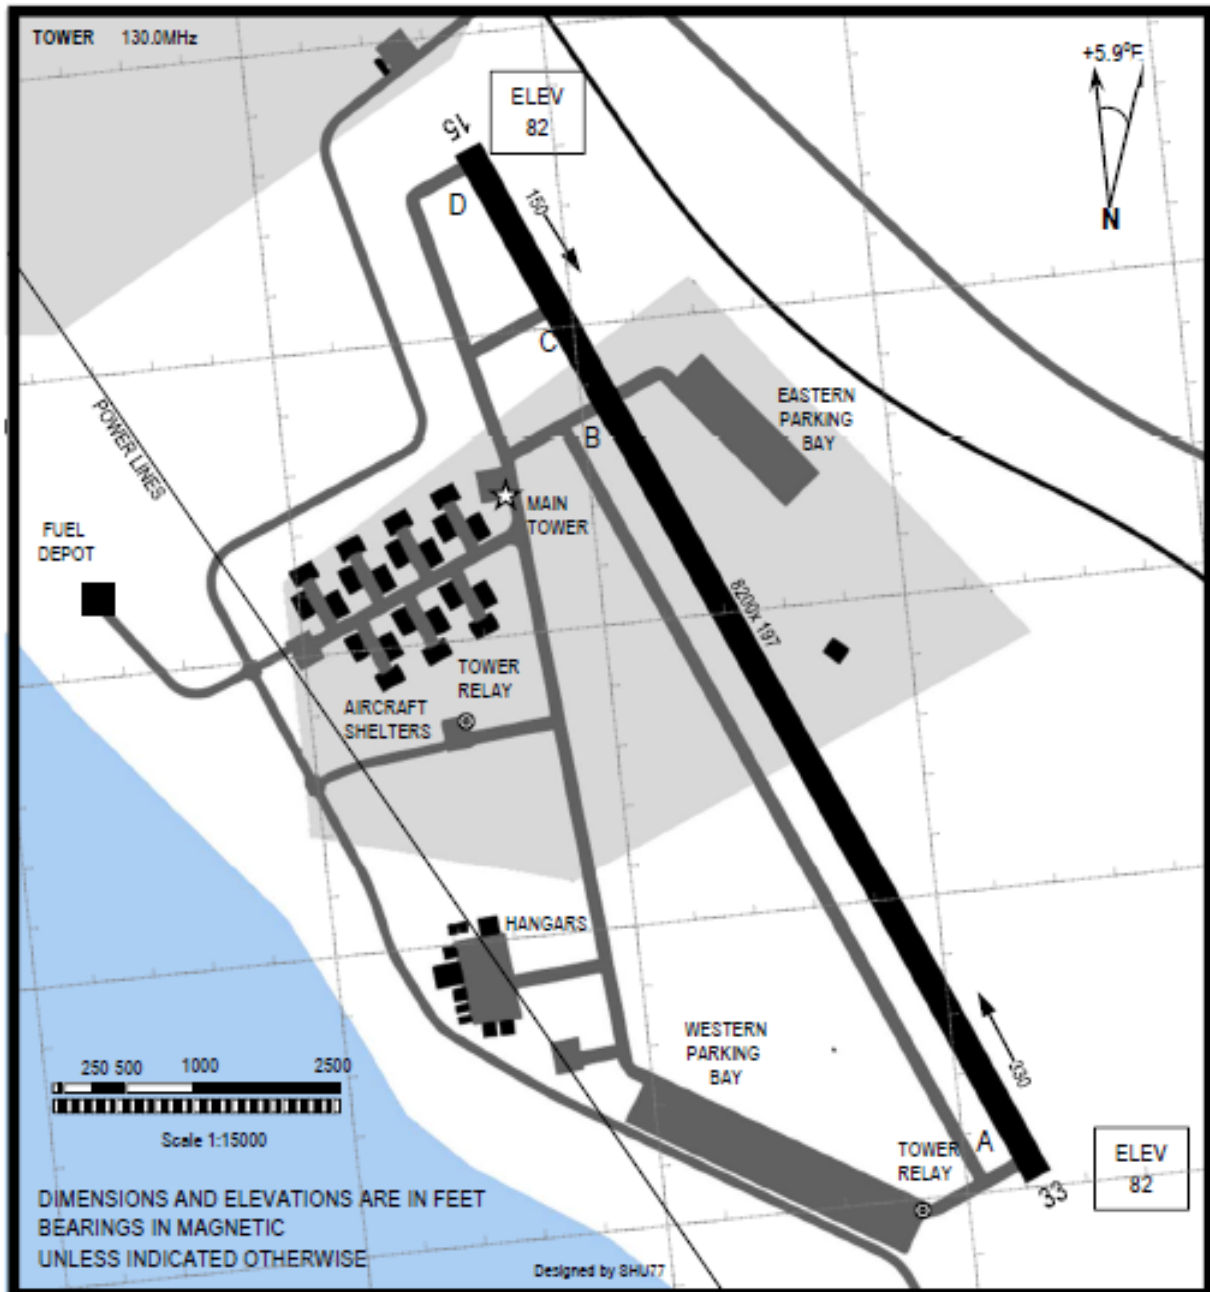 TOWER 130.0MHz
+5.9°E
N
ELEV
82
15
D
150
C
EASTERN
PARKING
BAY
B
POWER LINES
MAIN
TOWER
FUEL
DEPOT
8200x 197
TOWER
RELAY
AIRCRAFT
SHELTERS
HANGARS
WESTERN
PARKING
BAY
330
250 500 1000 2500
Scale 1:15000
A
TOWER
RELAY
ELEV
82
33
DIMENSIONS AND ELEVATIONS ARE IN FEET
BEARINGS IN MAGNETIC
UNLESS INDICATED OTHERWISE
Designed by SHU77